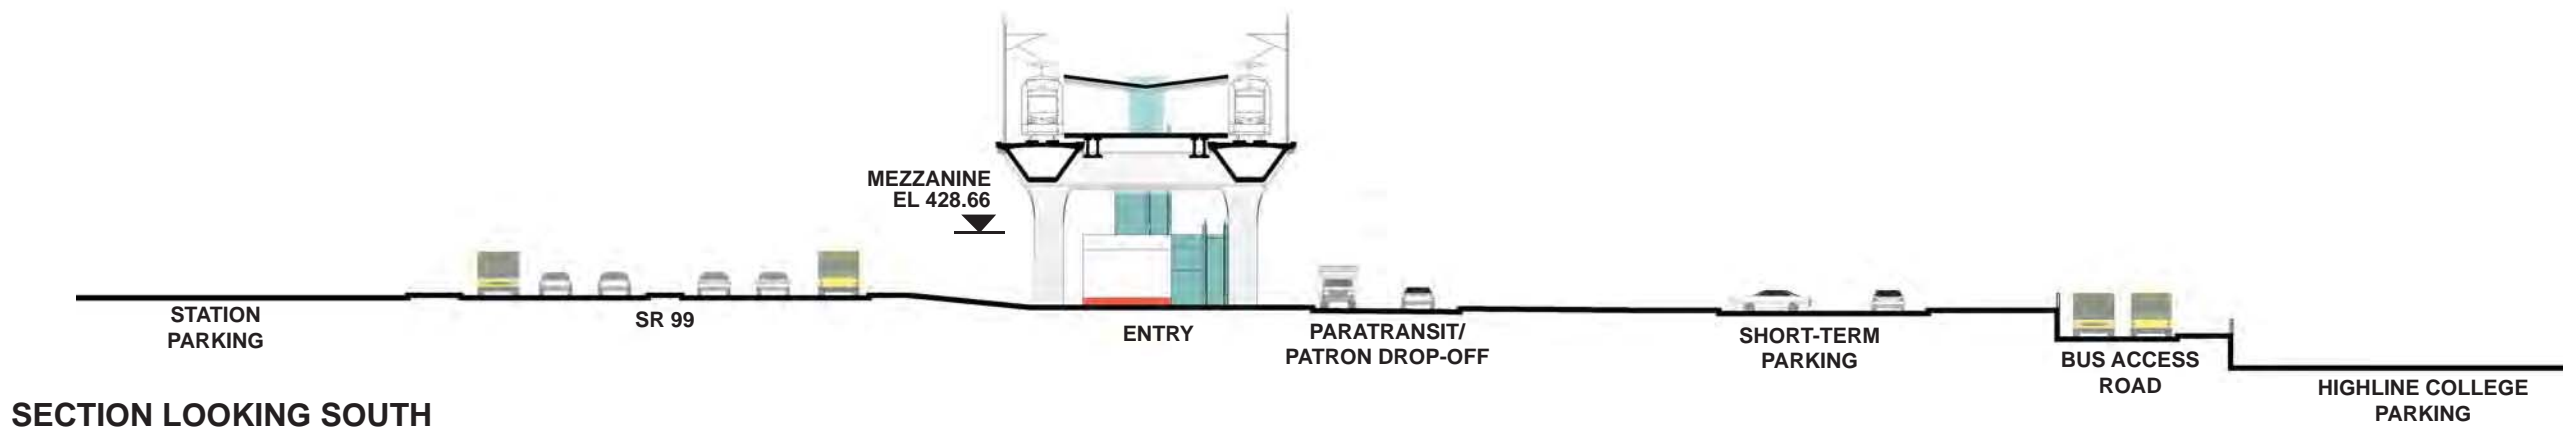 MEZZANINE
EL 428.66
STATION
PARKING
SR 99
ENTRY
PARATRANSIT/
PATRON DROP-OFF
SHORT-TERM
PARKING
BUS ACCESS
ROAD
HIGHLINE COLLEGE
PARKING
SECTION LOOKING SOUTH